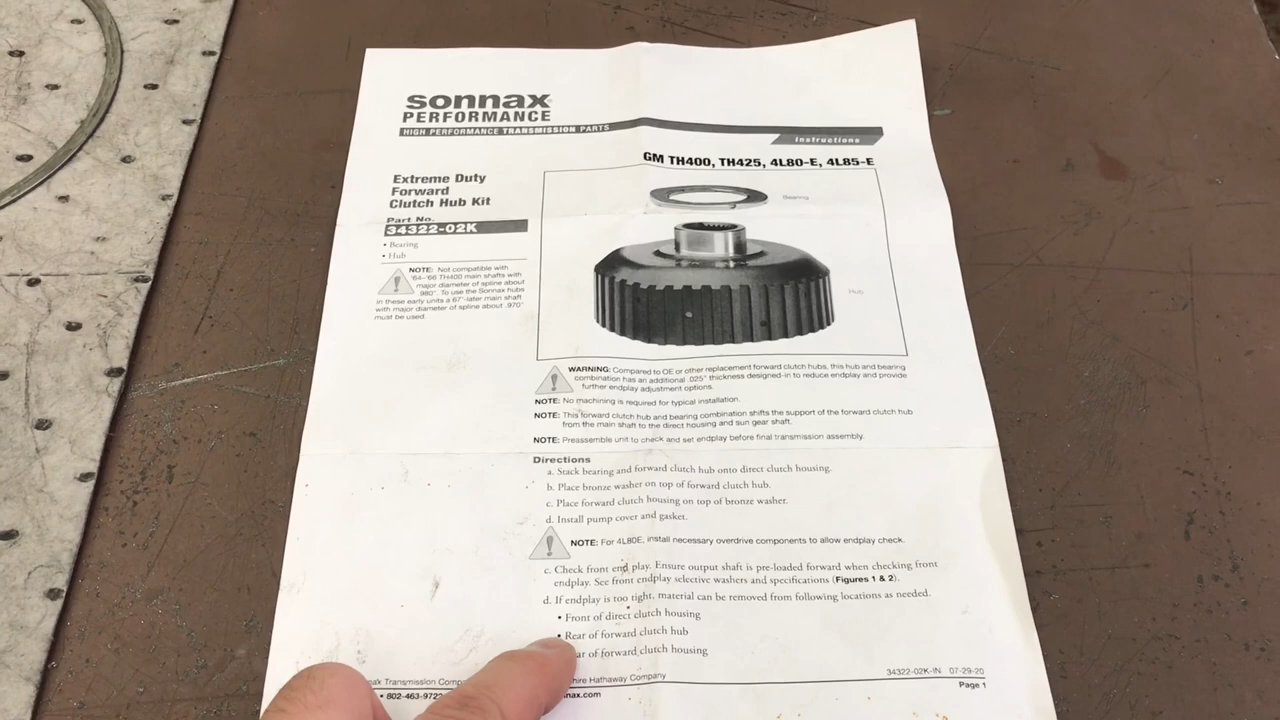 sonnax
PERFORMANCE
HIGH PERFORMANCE TRANSMISSION PARTS
Instructions
GM TH400, TH425, 4L80-E, 4L85-E
Extreme Duty
Forward
Clutch Hub Kit
Part No.
34322-02K
• Bearing
• Hub
NOTE: Not compatible with
'64-'66 TH400 main shafts with
major diameter of spline about
.980". To use the Sonnax hubs
in these early units a 67'-later main shaft
with major diameter of spline about .970"
must be used.
Bearing
Hub
WARNING: Compared to OE or other replacement forward clutch hubs, this hub and bearing
combination has an additional .025" thickness designed-in to reduce endplay and provide
further endplay adjustment options.
NOTE: No machining is required for typical installation.
NOTE: This forward clutch hub and bearing combination shifts the support of the forward clutch hub
from the main shaft to the direct housing and sun gear shaft.
NOTE: Preassemble unit to check and set endplay before final transmission assembly.
Directions
a. Stack bearing and forward clutch hub onto direct clutch housing.
b. Place bronze washer on top of forward clutch hub.
c. Place forward clutch housing on top of bronze washer.
d. Install pump cover and gasket.
NOTE: For 4L80E, install necessary overdrive components to allow endplay check.
c. Check front end play. Ensure output shaft is pre-loaded forward when checking front
endplay. See front endplay selective washers and specifications (Figures 1 & 2).
d. If endplay is too tight, material can be removed from following locations as needed.
• Front of direct clutch housing
• Rear of forward clutch hub
of forward clutch housing
Transmission Company
34322-02K-IN 07-29-20
• 802-463-9722
Page 1